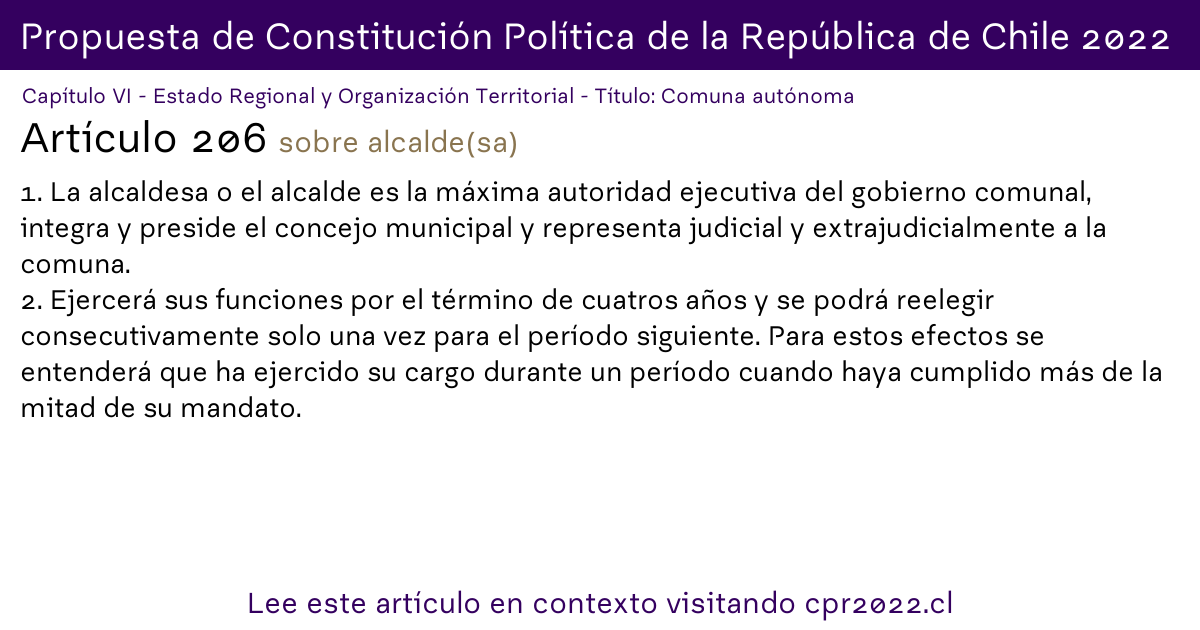 Propuesta de Constitución Política de la República de Chile 2022
Capítulo VI - Estado Regional y Organización Territorial - Título: Comuna autónoma
Artículo 206 sobre alcalde(sa)
1. La alcaldesa o el alcalde es la máxima autoridad ejecutiva del gobierno comunal,
integra y preside el concejo municipal y representa judicial y extrajudicialmente a la
comuna.
2. Ejercerá sus funciones por el término de cuatros años y se podrá reelegir
consecutivamente solo una vez para el período siguiente. Para estos efectos se
entenderá que ha ejercido su cargo durante un período cuando haya cumplido más de la
mitad de su mandato.
Lee este artículo en contexto visitando cpr2022.cl